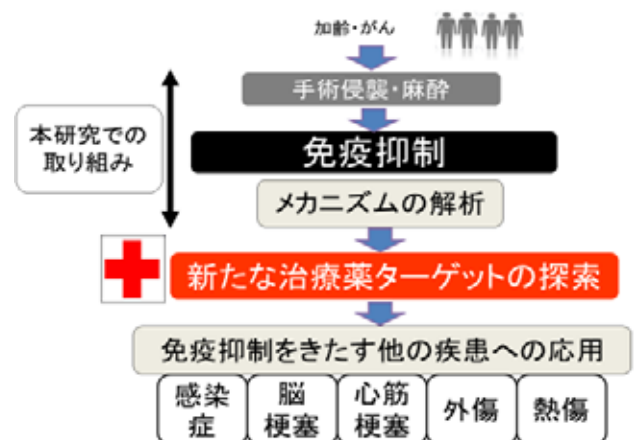 加齢・がん
手術侵襲・麻酔
本研究での
取り組み
免疫抑制
メカニズムの解析
新たな治療薬ターゲットの探索
免疫抑制をきたす他の疾患への応用
感染
症
脳
梗塞
心筋
梗塞
外傷
熱傷